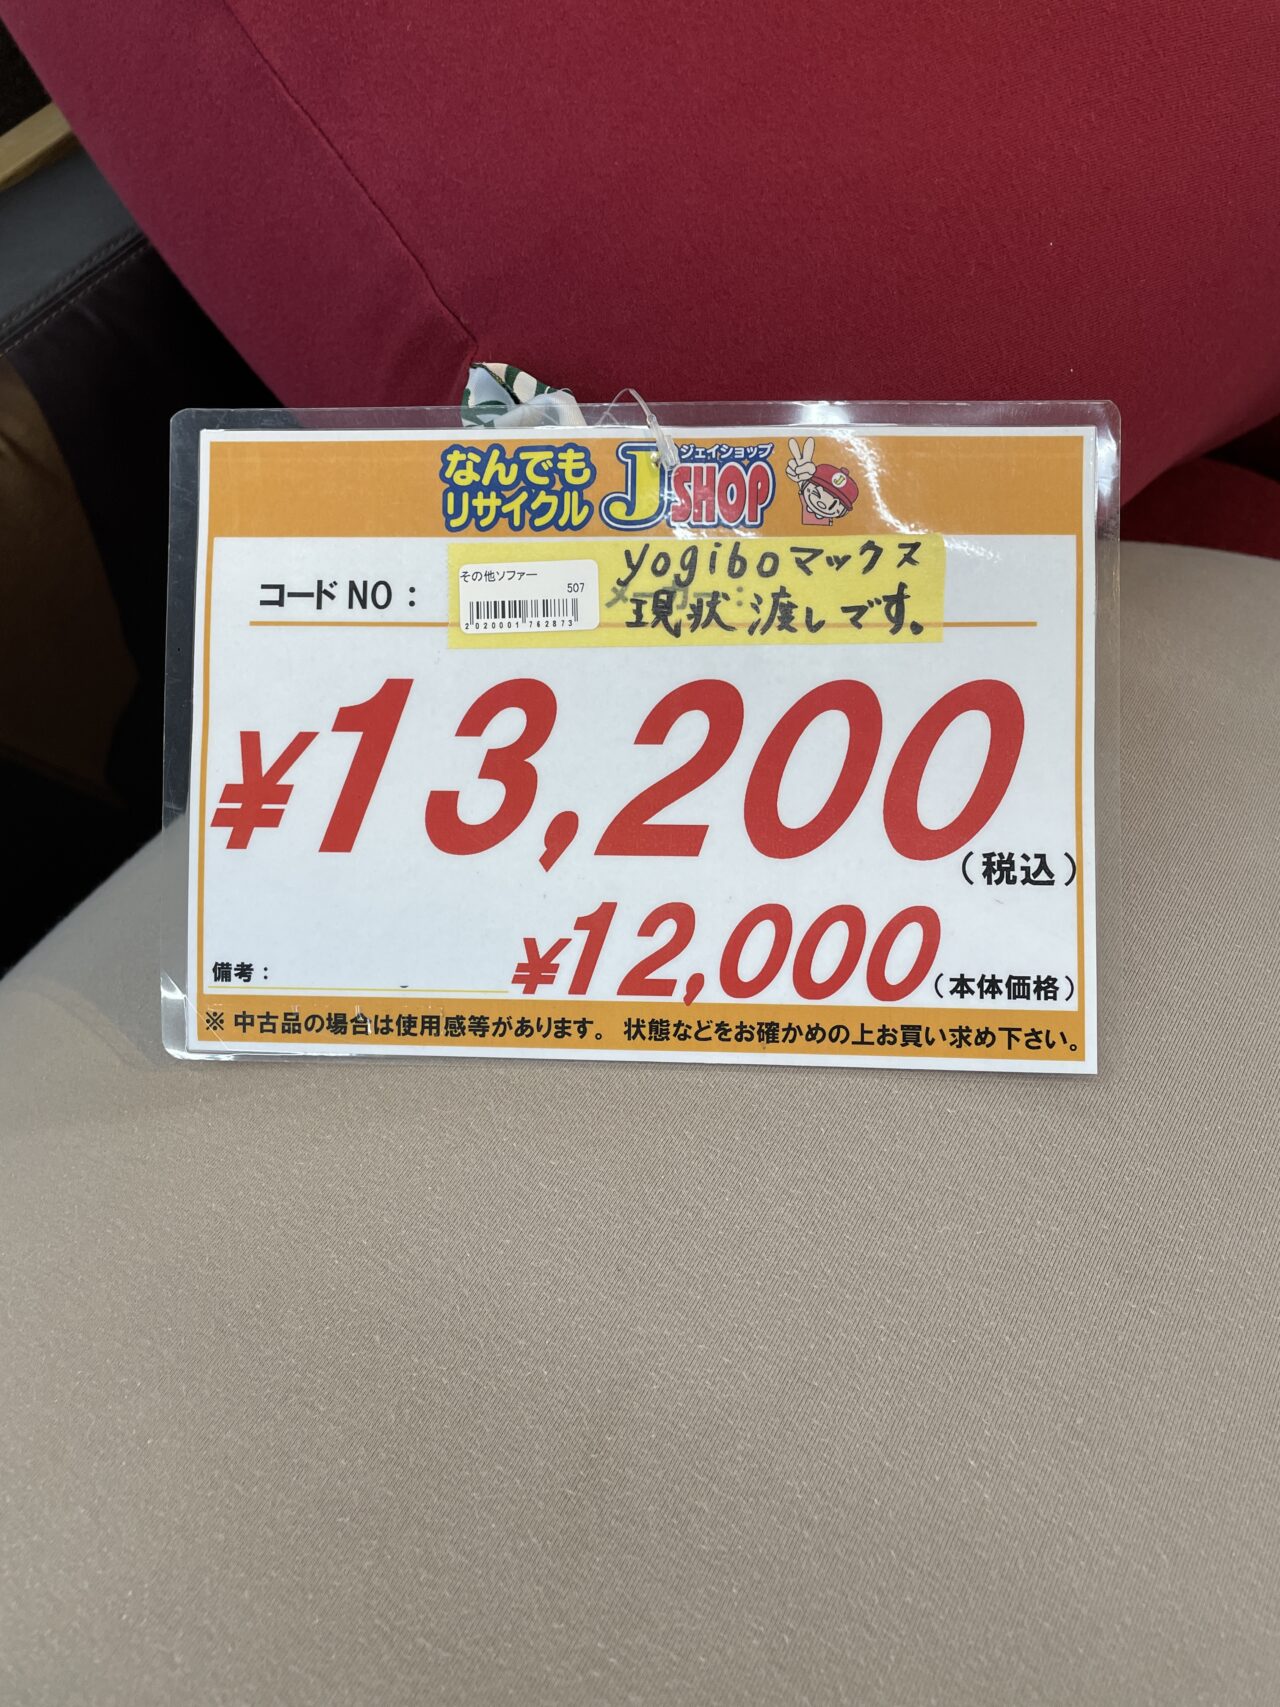 なんでも
リサイクル
ジェイショップ
J SHOP
コードNO：
その他ソファー
507
2020001762873
yogiboマックス
現状渡しです。
¥13,200
（税込）
¥12,000
（本体価格）
備考：
※ 中古品の場合は使用感等があります。 状態などをお確かめの上お買い求め下さい。